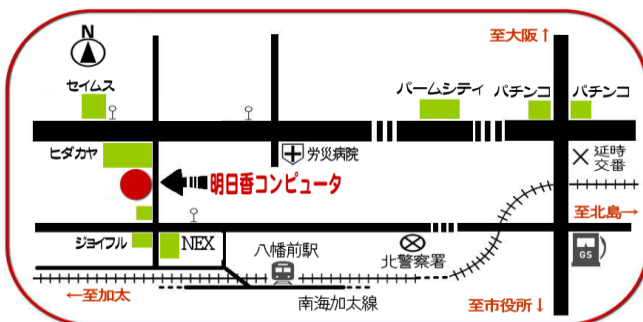 N
至大阪↑
セイムス
パームシティ
パチンコ
パチンコ
ヒダカヤ
労災病院
延時
交番
明日香コンピュータ
至北島→
ジョイフル
NEX
八幡前駅
北警察署
GS
←至加太
南海加太線
至市役所↓